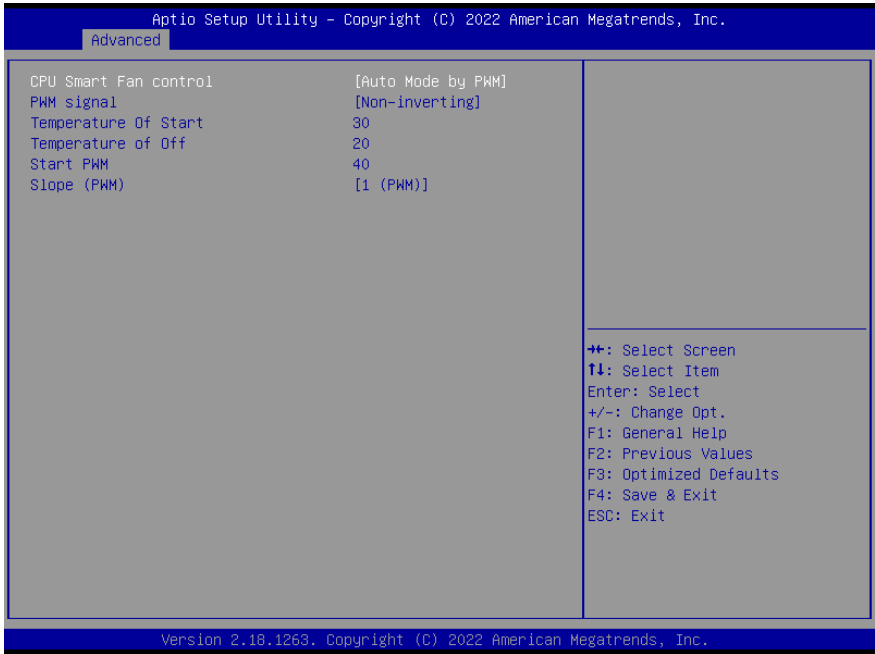 Aptio Setup Utility – Copyright (C) 2022 American Megatrends, Inc.
Advanced
CPU Smart Fan control [Auto Mode by PWM]
PWM signal [Non-inverting]
Temperature Of Start 30
Temperature of Off 20
Start PWM 40
Slope (PWM) [1 (PWM)]
→←: Select Screen
↑↓: Select Item
Enter: Select
+/-: Change Opt.
F1: General Help
F2: Previous Values
F3: Optimized Defaults
F4: Save & Exit
ESC: Exit
Version 2.18.1263. Copyright (C) 2022 American Megatrends, Inc.